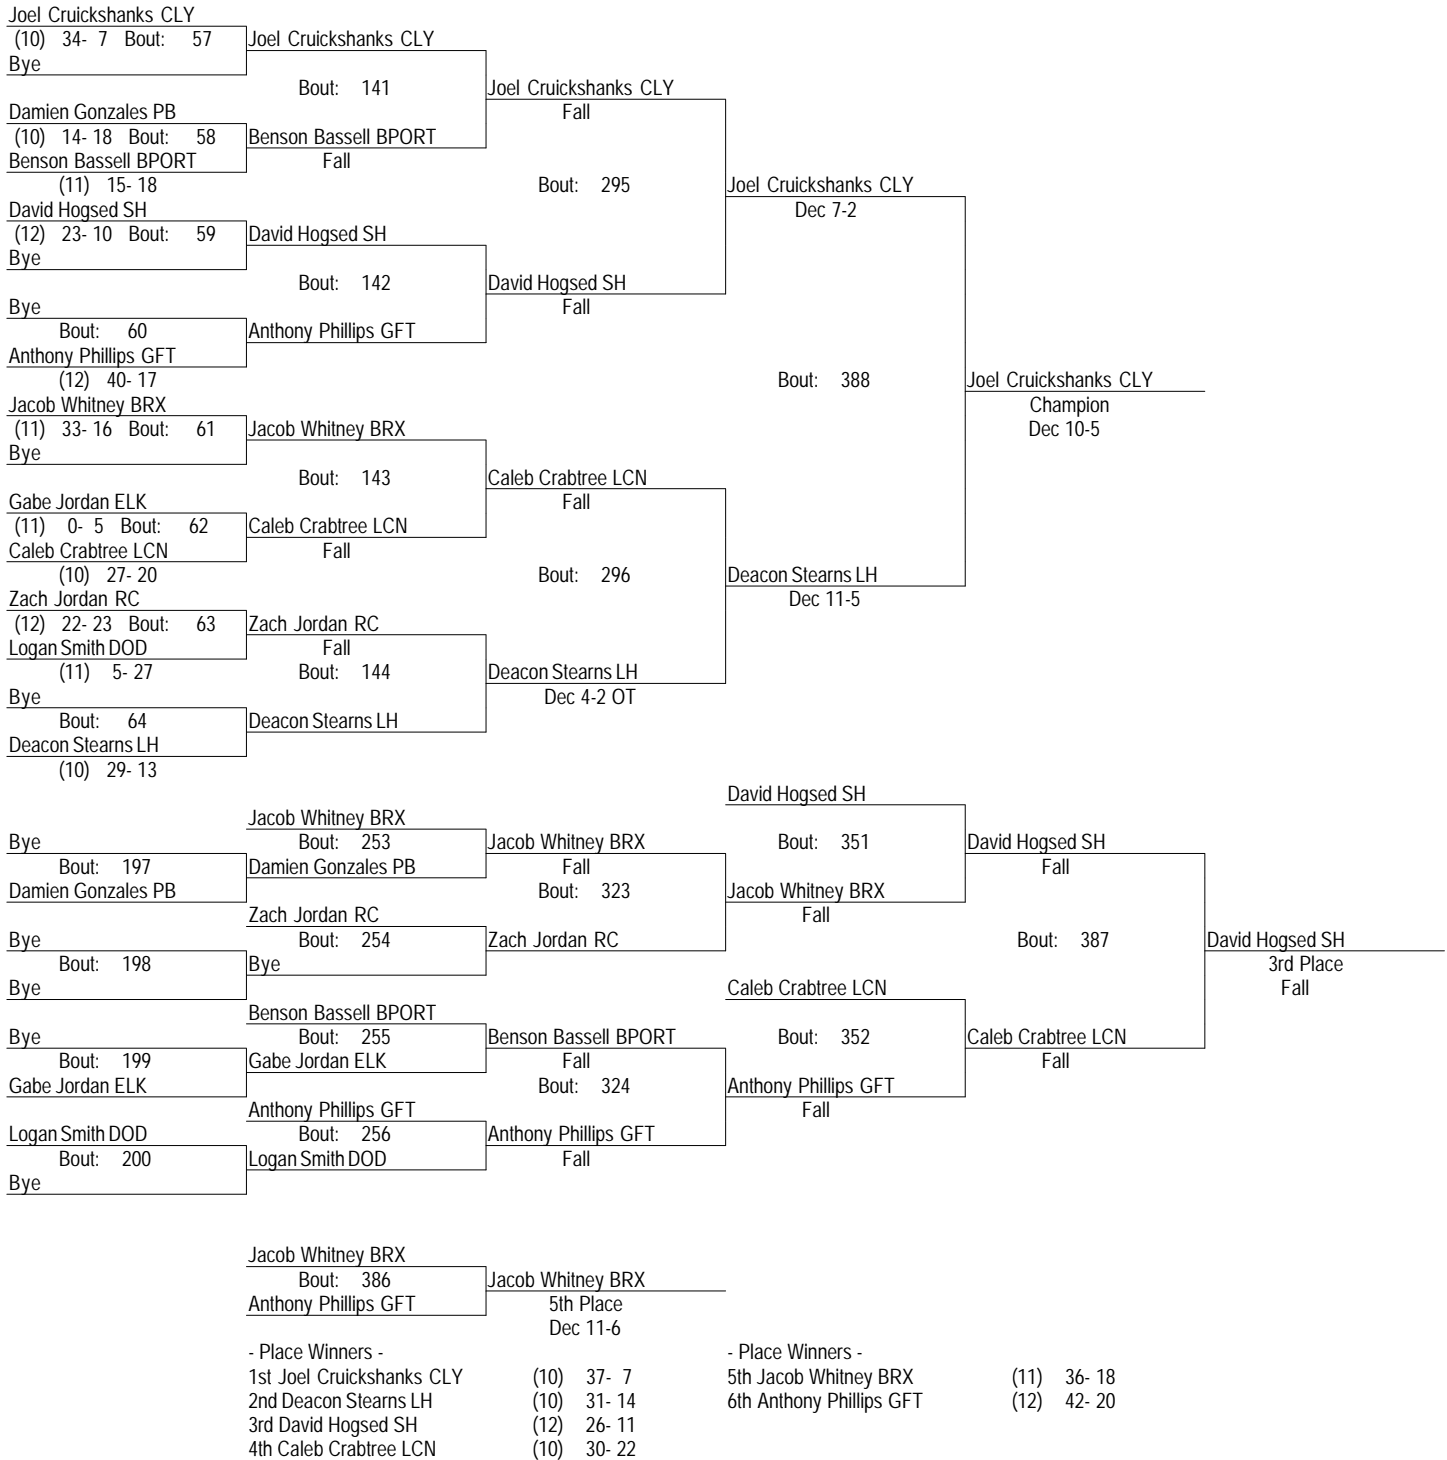 Joel Cruickshanks CLY
(10) 34- 7 Bout: 57 Joel Cruickshanks CLY
Bye
Bout: 141 Joel Cruickshanks CLY
Damien Gonzales PB Fall
(10) 14- 18 Bout: 58 Benson Bassell BPORT
Benson Bassell BPORT Fall
(11) 15- 18 Bout: 295 Joel Cruickshanks CLY
David Hogsed SH Dec 7-2
(12) 23- 10 Bout: 59 David Hogsed SH
Bye
Bout: 142 David Hogsed SH
Bye Fall
Bout: 60 Anthony Phillips GFT
Anthony Phillips GFT
(12) 40- 17 Bout: 388 Joel Cruickshanks CLY
Jacob Whitney BRX Champion
(11) 33- 16 Bout: 61 Jacob Whitney BRX Dec 10-5
Bye
Bout: 143 Caleb Crabtree LCN
Gabe Jordan ELK Fall
(11) 0- 5 Bout: 62 Caleb Crabtree LCN
Caleb Crabtree LCN Fall
(10) 27- 20 Bout: 296 Deacon Stearns LH
Zach Jordan RC Dec 11-5
(12) 22- 23 Bout: 63 Zach Jordan RC
Logan Smith DOD Fall
(11) 5- 27 Bout: 144 Deacon Stearns LH
Bye Dec 4-2 OT
Bout: 64 Deacon Stearns LH
Deacon Stearns LH
(10) 29- 13
David Hogsed SH
Jacob Whitney BRX
Bye Bout: 253 Jacob Whitney BRX Bout: 351 David Hogsed SH
Bout: 197 Damien Gonzales PB Fall Fall
Damien Gonzales PB Bout: 323 Jacob Whitney BRX
Zach Jordan RC Fall
Bye Bout: 254 Zach Jordan RC Bout: 387 David Hogsed SH
Bout: 198 Bye 3rd Place
Bye Caleb Crabtree LCN Fall
Benson Bassell BPORT
Bye Bout: 255 Benson Bassell BPORT Bout: 352 Caleb Crabtree LCN
Bout: 199 Gabe Jordan ELK Fall Fall
Gabe Jordan ELK Bout: 324 Anthony Phillips GFT
Anthony Phillips GFT Fall
Logan Smith DOD Bout: 256 Anthony Phillips GFT
Bout: 200 Logan Smith DOD Fall
Bye
Jacob Whitney BRX
Bout: 386 Jacob Whitney BRX
Anthony Phillips GFT 5th Place
Dec 11-6
- Place Winners - - Place Winners -
1st Joel Cruickshanks CLY (10) 37- 7 5th Jacob Whitney BRX (11) 36- 18
2nd Deacon Stearns LH (10) 31- 14 6th Anthony Phillips GFT (12) 42- 20
3rd David Hogsed SH (12) 26- 11
4th Caleb Crabtree LCN (10) 30- 22